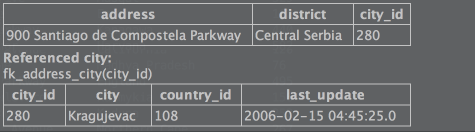 address district city_id
900 Santiago de Compostela Parkway Central Serbia 280
Referenced city:
fk_address_city(city_id)
city_id city country_id last_update
280 Kragujevac 108 2006-02-15 04:45:25.0